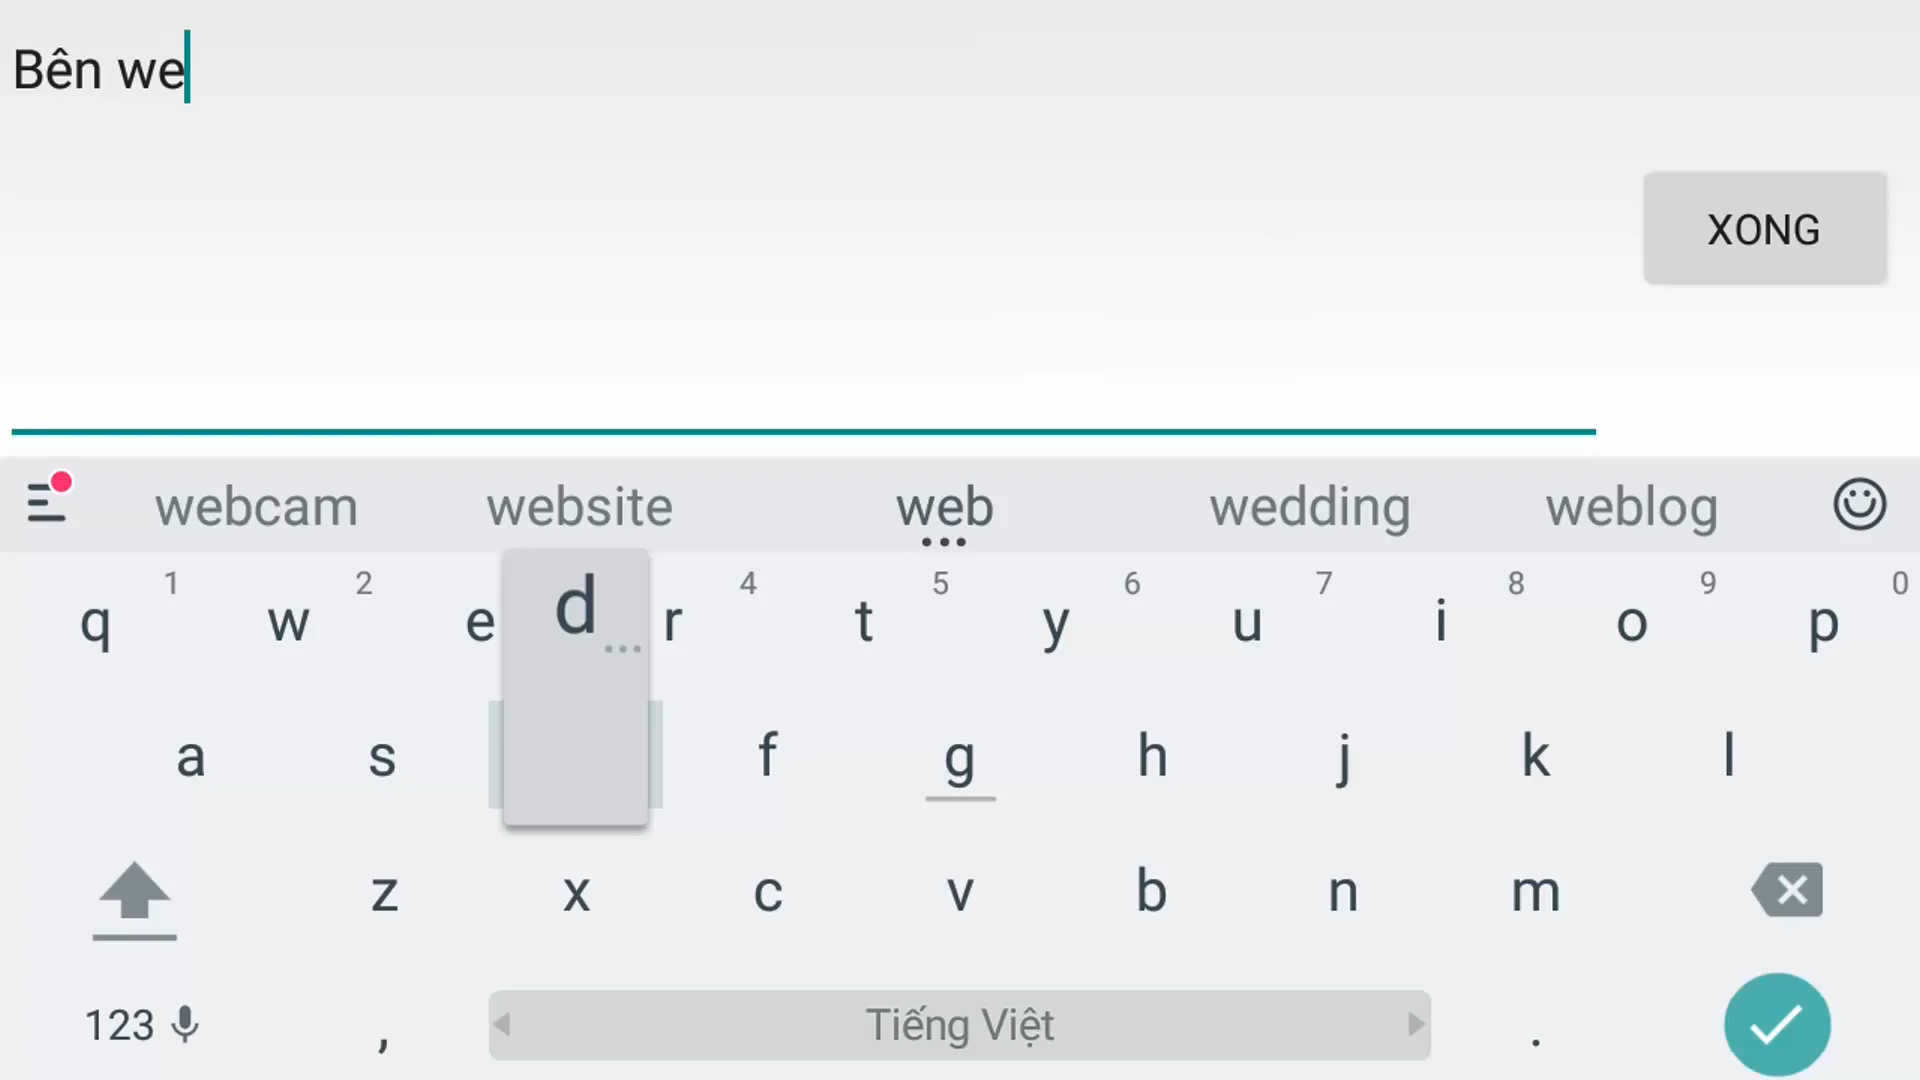 Bên we
XONG
webcam website web wedding weblog
1 2 4 5 6 7 8 9 0
q w e d r t y u i o p
a s f g h j k l
z x c v b n m
123 , Tiếng Việt .